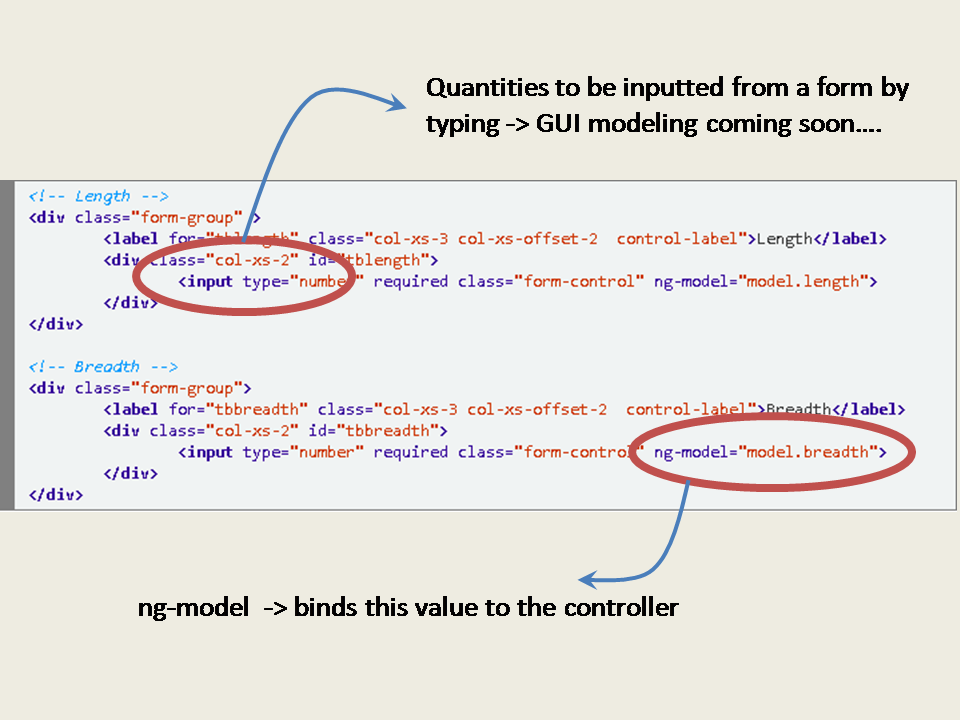 Quantities to be inputted from a form by
typing -> GUI modeling coming soon….
<!-- Length -->
<div class="form-group" >
<label for="tblength" class="col-xs-3 col-xs-offset-2  control-label">Length</label>
<div class="col-xs-2" id="tblength">
<input type="number" required class="form-control" ng-model="model.length">
</div>
</div>
<!-- Breadth -->
<div class="form-group">
<label for="tbbreadth" class="col-xs-3 col-xs-offset-2  control-label">Breadth</label>
<div class="col-xs-2" id="tbbreadth">
<input type="number" required class="form-control" ng-model="model.breadth">
</div>
</div>
ng-model  -> binds this value to the controller